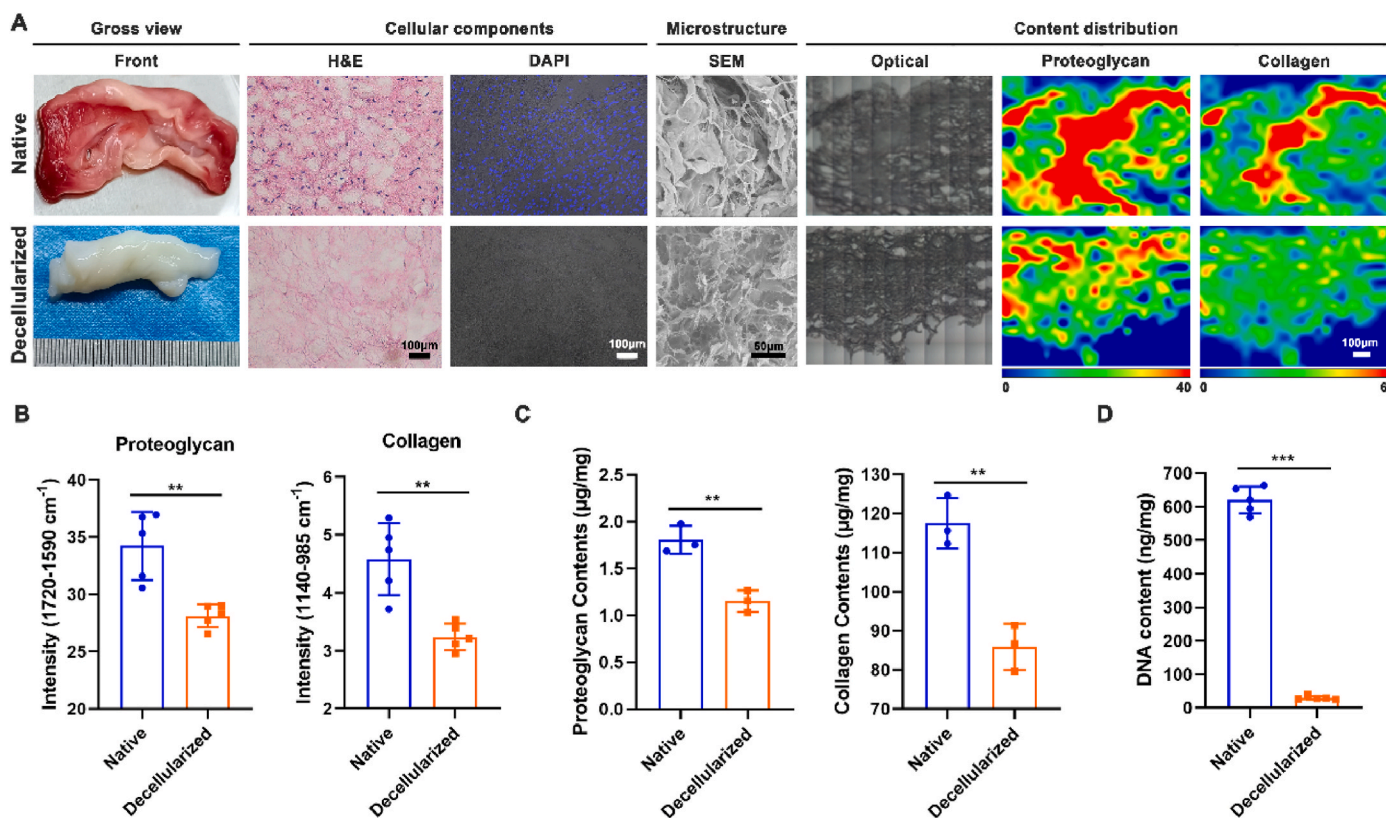 A
Gross view Cellular components Microstructure Content distribution
Front H&E DAPI SEM Optical Proteoglycan Collagen
Native
Decellularized
100μm 100μm 50μm 100μm
0 40 0 6
B C D
Proteoglycan
Intensity (1720-1590 cm⁻¹)
40
35
30
25
20
**
Native
Decellularized
Collagen
Intensity (1140-985 cm⁻¹)
6
5
4
3
2
**
Native
Decellularized
Proteoglycan Contents (μg/mg)
2.5
2.0
1.5
1.0
0.5
0.0
**
Native
Decellularized
Collagen Contents (μg/mg)
130
120
110
100
90
80
70
**
Native
Decellularized
DNA content (ng/mg)
700
600
500
400
300
200
100
0
***
Native
Decellularized